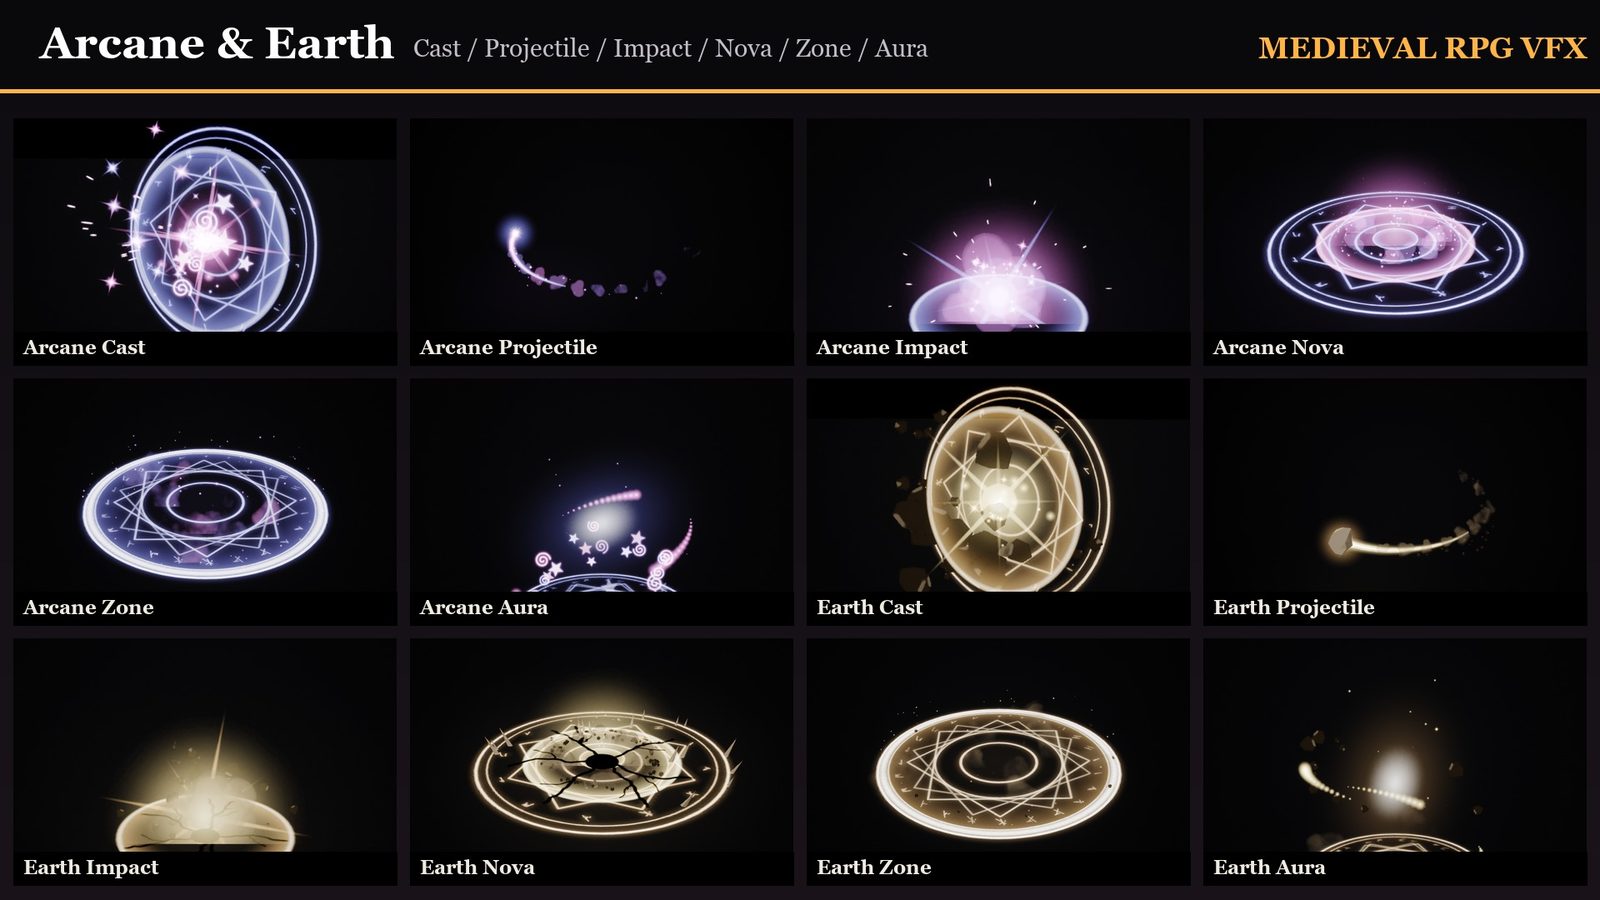 Arcane & Earth Cast / Projectile / Impact / Nova / Zone / Aura MEDIEVAL RPG VFX
Arcane Cast
Arcane Projectile
Arcane Impact
Arcane Nova
Arcane Zone
Arcane Aura
Earth Cast
Earth Projectile
Earth Impact
Earth Nova
Earth Zone
Earth Aura